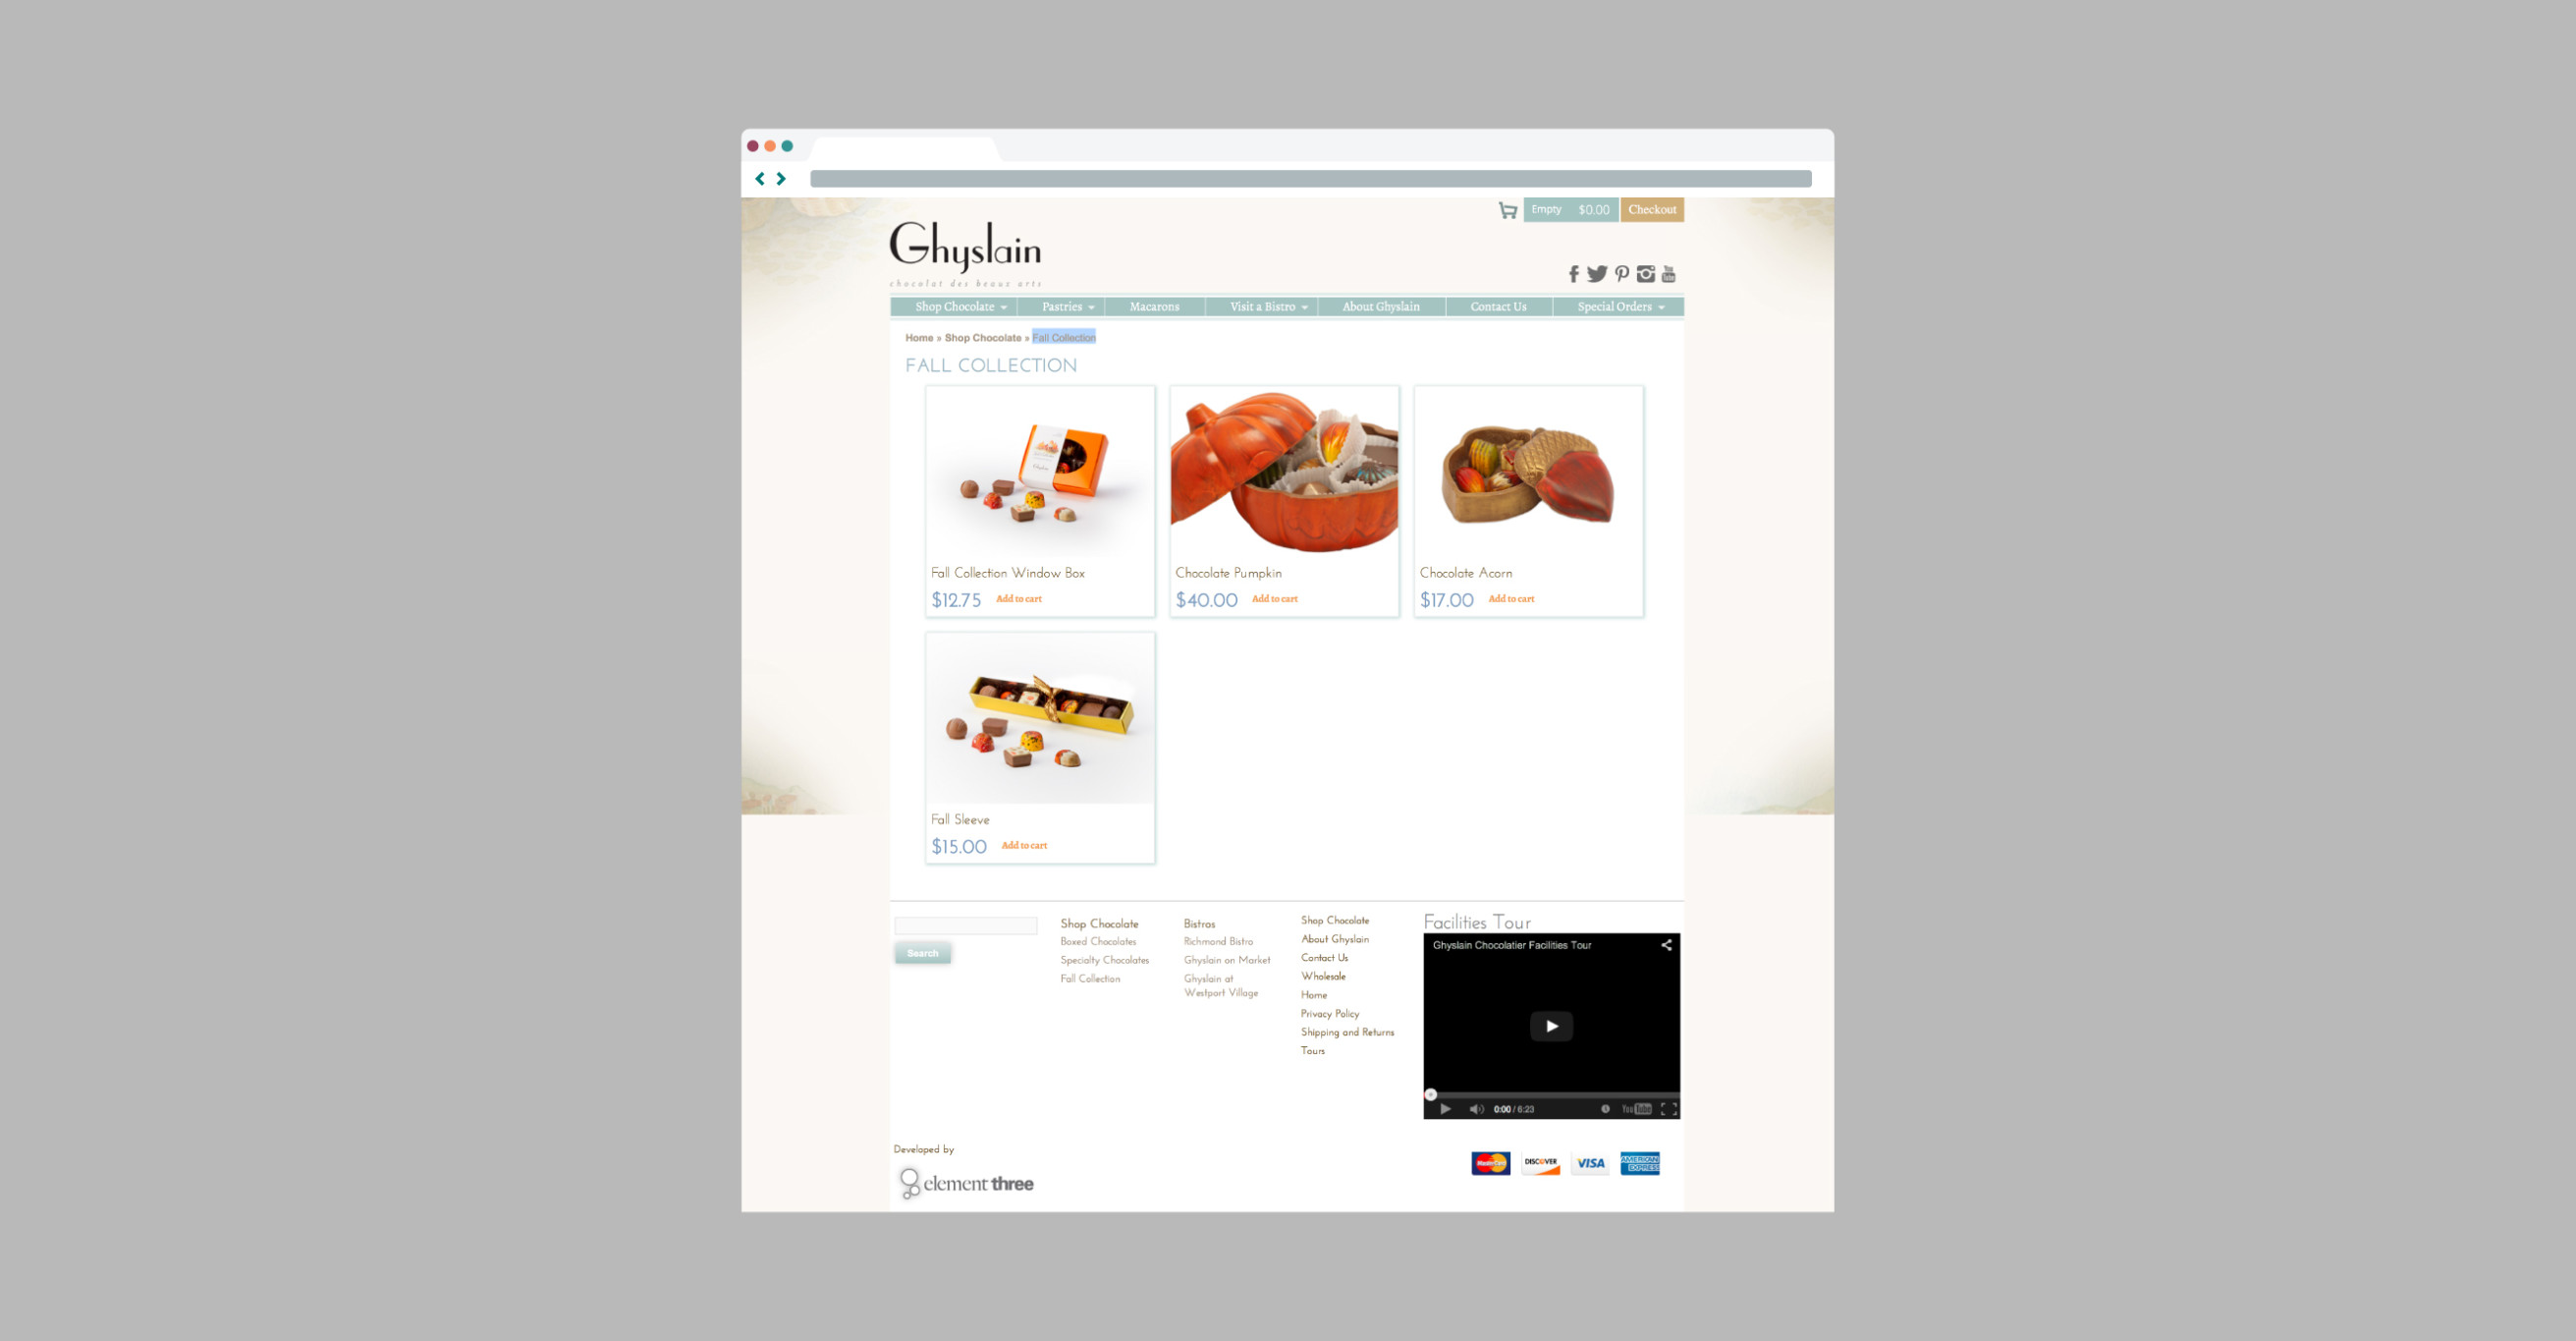 Empty $0.00 Checkout
Ghyslain
chocolat des beaux arts
Shop Chocolate Pastries Macarons Visit a Bistro About Ghyslain Contact Us Special Orders
Home » Shop Chocolate » Fall Collection
FALL COLLECTION
Fall Collection Window Box
$12.75 Add to cart
Chocolate Pumpkin
$40.00 Add to cart
Chocolate Acorn
$17.00 Add to cart
Fall Sleeve
$15.00 Add to cart
Search
Shop Chocolate
Boxed Chocolates
Specialty Chocolates
Fall Collection
Bistros
Richmond Bistro
Ghyslain on Market
Ghyslain at
Westport Village
Shop Chocolate
About Ghyslain
Contact Us
Wholesale
Home
Privacy Policy
Shipping and Returns
Tours
Facilities Tour
Ghyslain Chocolatier Facilities Tour
0:00 / 6:23 YouTube
Developed by
element three
MasterCard DISCOVER VISA AMERICAN EXPRESS